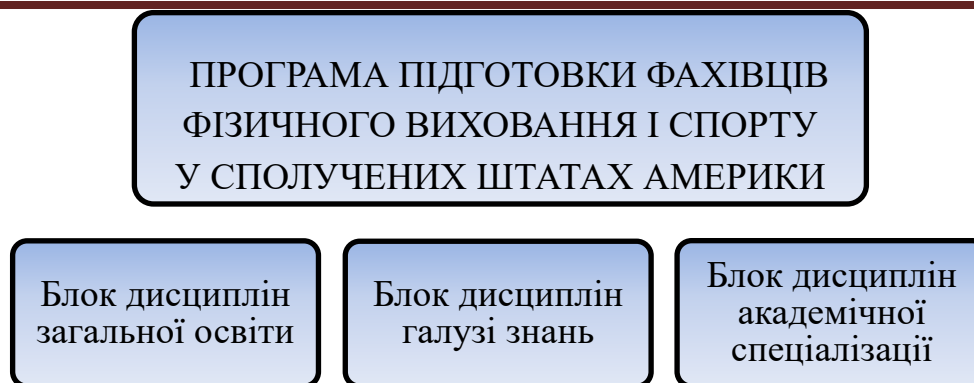 ПРОГРАМА ПІДГОТОВКИ ФАХІВЦІВ
ФІЗИЧНОГО ВИХОВАННЯ І СПОРТУ
У СПОЛУЧЕНИХ ШТАТАХ АМЕРИКИ
Блок дисциплін
загальної освіти
Блок дисциплін
галузі знань
Блок дисциплін
академічної
спеціалізації